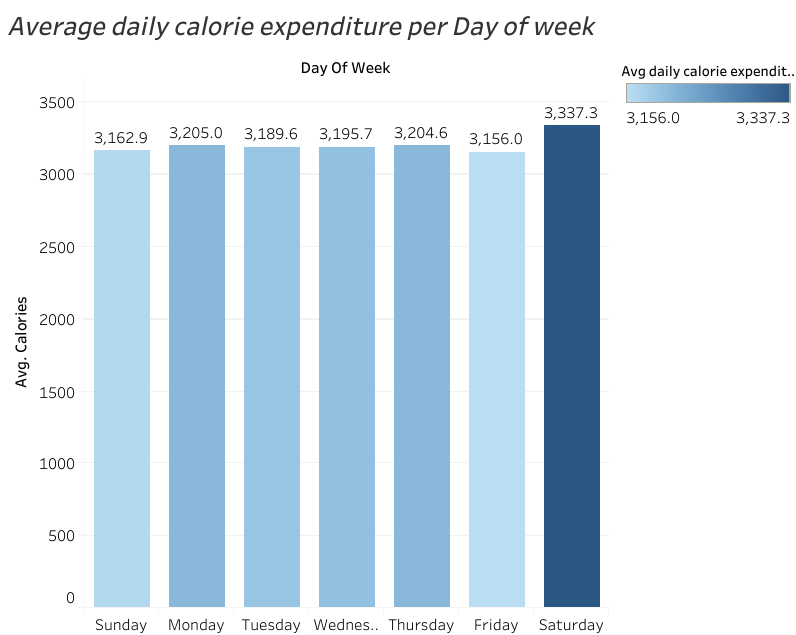 Average daily calorie expenditure per Day of week
Day Of Week
Avg daily calorie expendit..
3,156.0 3,337.3
Avg. Calories
3500
3000
2500
2000
1500
1000
500
0
3,162.9 3,205.0 3,189.6 3,195.7 3,204.6 3,156.0 3,337.3
Sunday Monday Tuesday Wednes.. Thursday Friday Saturday